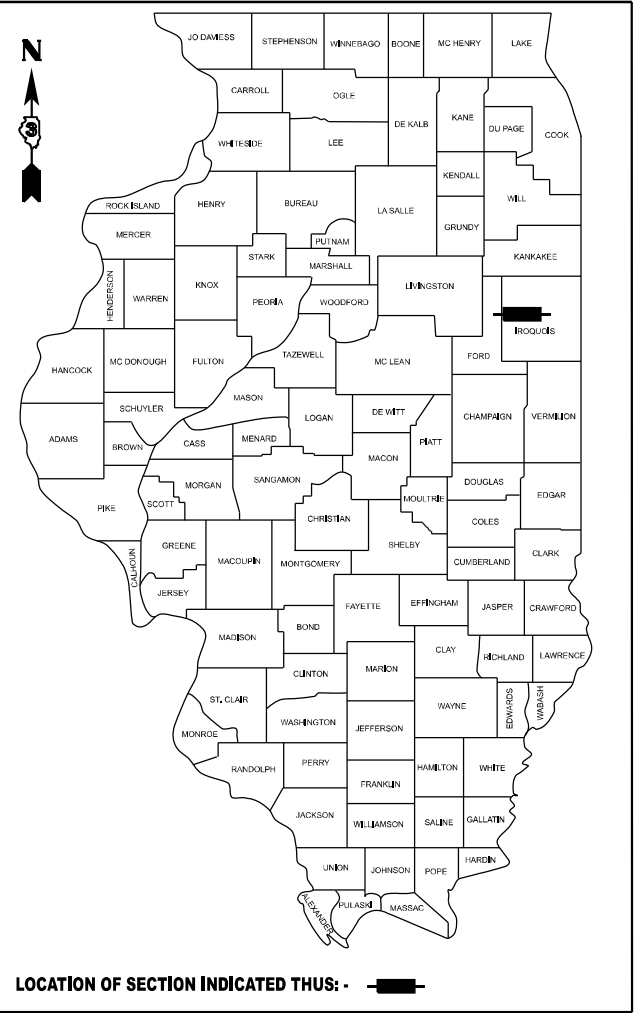 JO DAVIESS
STEPHENSON
WINNEBAGO
BOONE
MC HENRY
LAKE
N
CARROLL
OGLE
3
DE KALB
KANE
DU PAGE
COOK
WHITESIDE
LEE
KENDALL
WILL
ROCK ISLAND
HENRY
BUREAU
LA SALLE
MERCER
PUTNAM
GRUNDY
STARK
MARSHALL
KANKAKEE
HENDERSON
WARREN
KNOX
PEORIA
WOODFORD
LIVINGSTON
IROQUOIS
HANCOCK
MC DONOUGH
FULTON
TAZEWELL
MC LEAN
FORD
MASON
SCHUYLER
LOGAN
DE WITT
CHAMPAIGN
VERMILION
ADAMS
BROWN
CASS
MENARD
PIATT
MACON
SANGAMON
MORGAN
DOUGLAS
EDGAR
PIKE
SCOTT
MOULTRIE
CHRISTIAN
COLES
GREENE
SHELBY
CALHOUN
MACOUPIN
MONTGOMERY
CUMBERLAND
CLARK
JERSEY
FAYETTE
EFFINGHAM
JASPER
CRAWFORD
BOND
MADISON
CLAY
RICHLAND
LAWRENCE
CLINTON
MARION
ST. CLAIR
WAYNE
EDWARDS
WABASH
WASHINGTON
JEFFERSON
MONROE
RANDOLPH
PERRY
HAMILTON
WHITE
FRANKLIN
JACKSON
WILLIAMSON
SALINE
GALLATIN
UNION
JOHNSON
POPE
HARDIN
ALEXANDER
PULASKI
MASSAC
LOCATION OF SECTION INDICATED THUS: -